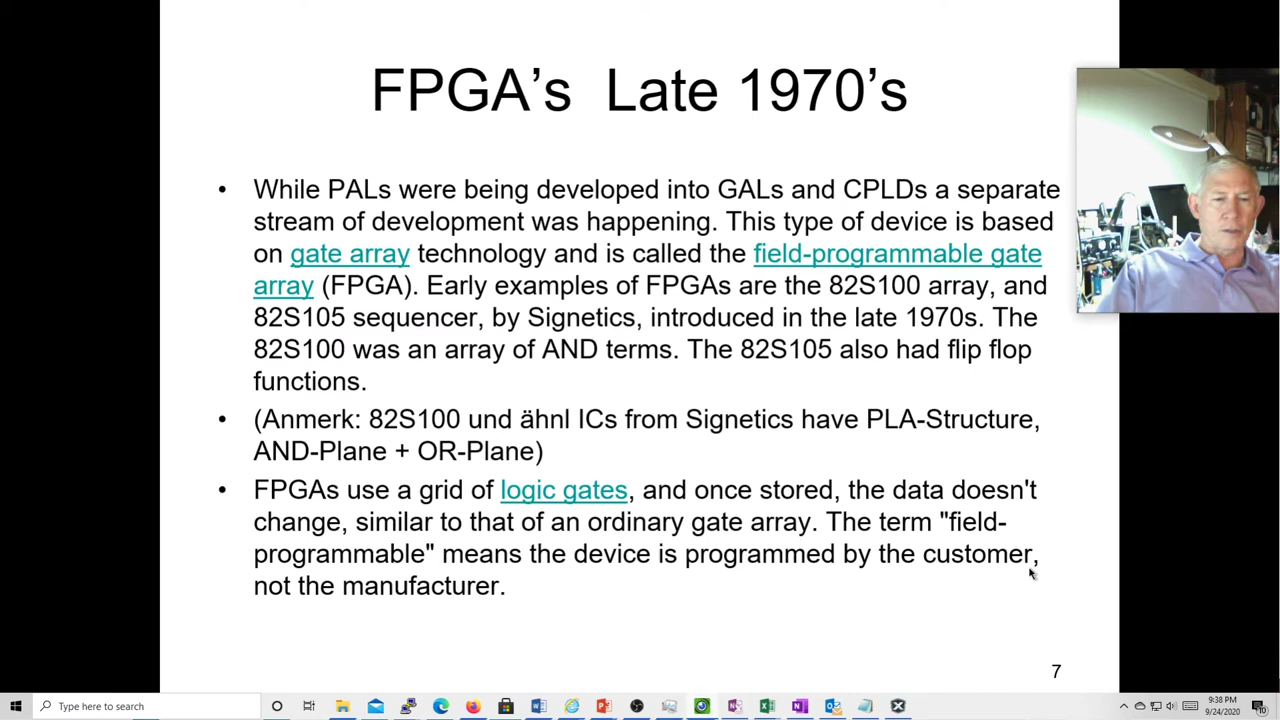 FPGA’s  Late 1970’s
• While PALs were being developed into GALs and CPLDs a separate
stream of development was happening. This type of device is based
on gate array technology and is called the field-programmable gate
array (FPGA). Early examples of FPGAs are the 82S100 array, and
82S105 sequencer, by Signetics, introduced in the late 1970s. The
82S100 was an array of AND terms. The 82S105 also had flip flop
functions.
• (Anmerk: 82S100 und ähnl ICs from Signetics have PLA-Structure,
AND-Plane + OR-Plane)
• FPGAs use a grid of logic gates, and once stored, the data doesn't
change, similar to that of an ordinary gate array. The term "field-
programmable" means the device is programmed by the customer,
not the manufacturer.
7
Type here to search
9:38 PM
9/24/2020